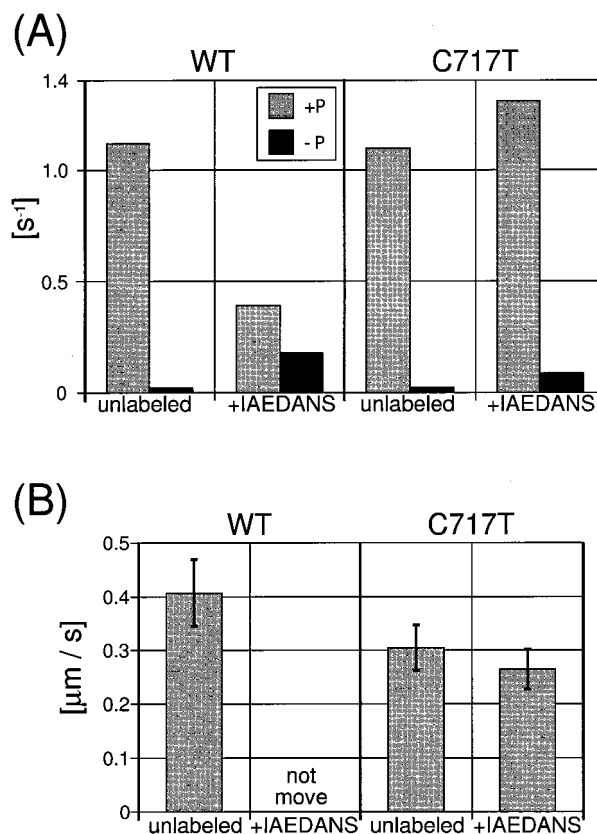 (A)
WT C717T
1.4
+P
- P
1.0
[s⁻¹]
0.5
0
unlabeled +IAEDANS unlabeled +IAEDANS
(B)
WT C717T
0.5
0.4
0.3
[μm / s]
0.2
0.1
not
move
0
unlabeled +IAEDANS unlabeled +IAEDANS